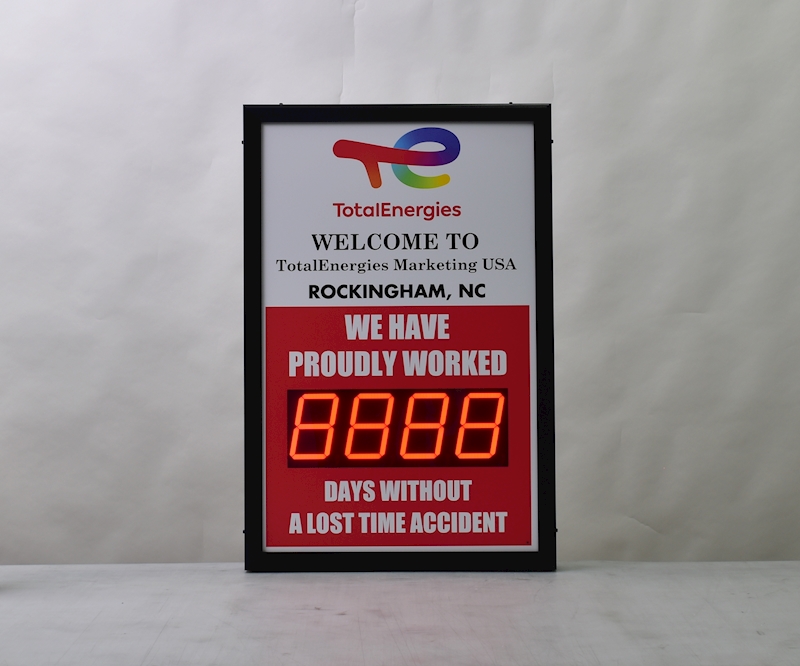 TotalEnergies
WELCOME TO
TotalEnergies Marketing USA
ROCKINGHAM, NC
WE HAVE
PROUDLY WORKED
8888
DAYS WITHOUT
A LOST TIME ACCIDENT